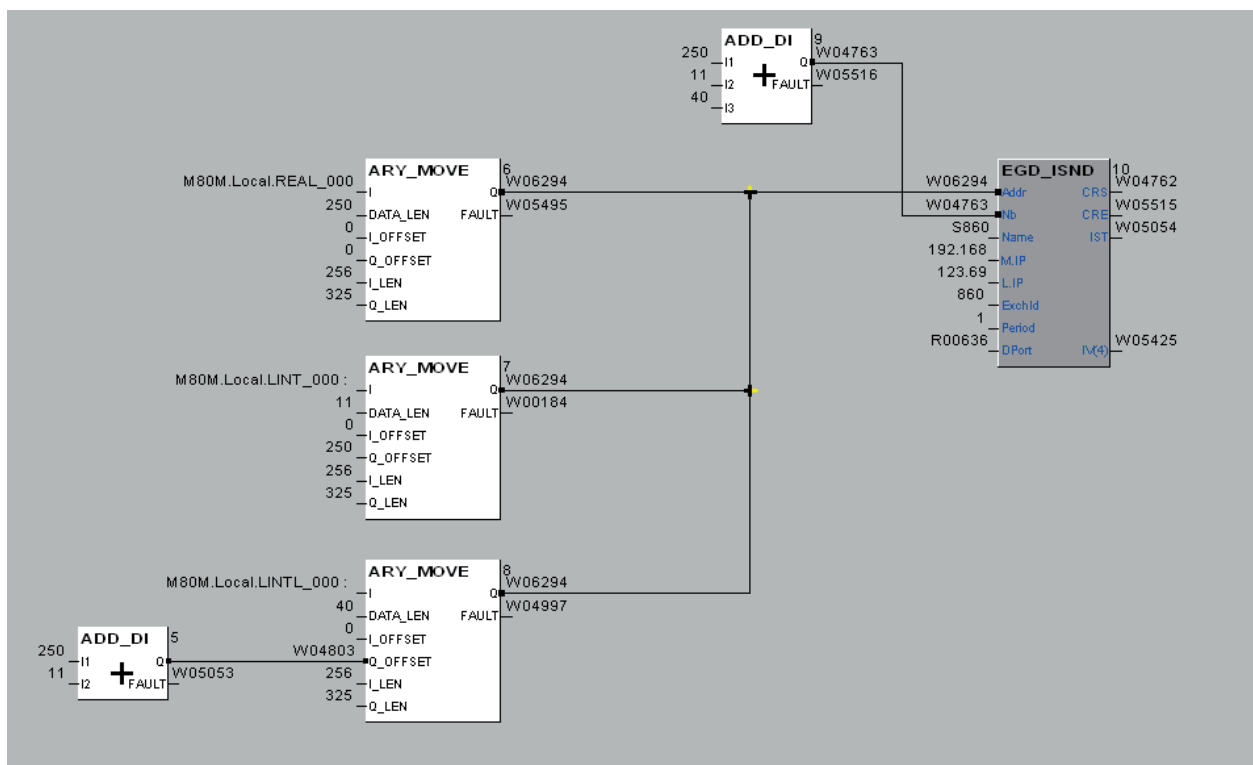 ADD_DI 9
250 I1 Q W04763
11 I2 FAULT W05516
40 I3
ARY_MOVE 6
M80M.Local.REAL_000 I Q W06294
250 DATA_LEN FAULT W05495
0 I_OFFSET
0 Q_OFFSET
256 I_LEN
325 Q_LEN
EGD_ISND 10
W06294 Addr CRS W04762
W04763 Nb CRE W05515
S860 Name IST W05054
192.168 M.IP
123.69 L.IP
860 ExchId
1 Period
R00636 DPort IV(4) W05425
ARY_MOVE 7
M80M.Local.LINT_000 : I Q W06294
11 DATA_LEN FAULT W00184
0 I_OFFSET
250 Q_OFFSET
256 I_LEN
325 Q_LEN
ARY_MOVE 8
M80M.Local.LINTL_000 : I Q W06294
40 DATA_LEN FAULT W04997
0 I_OFFSET
W04803 Q_OFFSET
256 I_LEN
325 Q_LEN
ADD_DI 5
250 I1 Q
11 I2 FAULT W05053